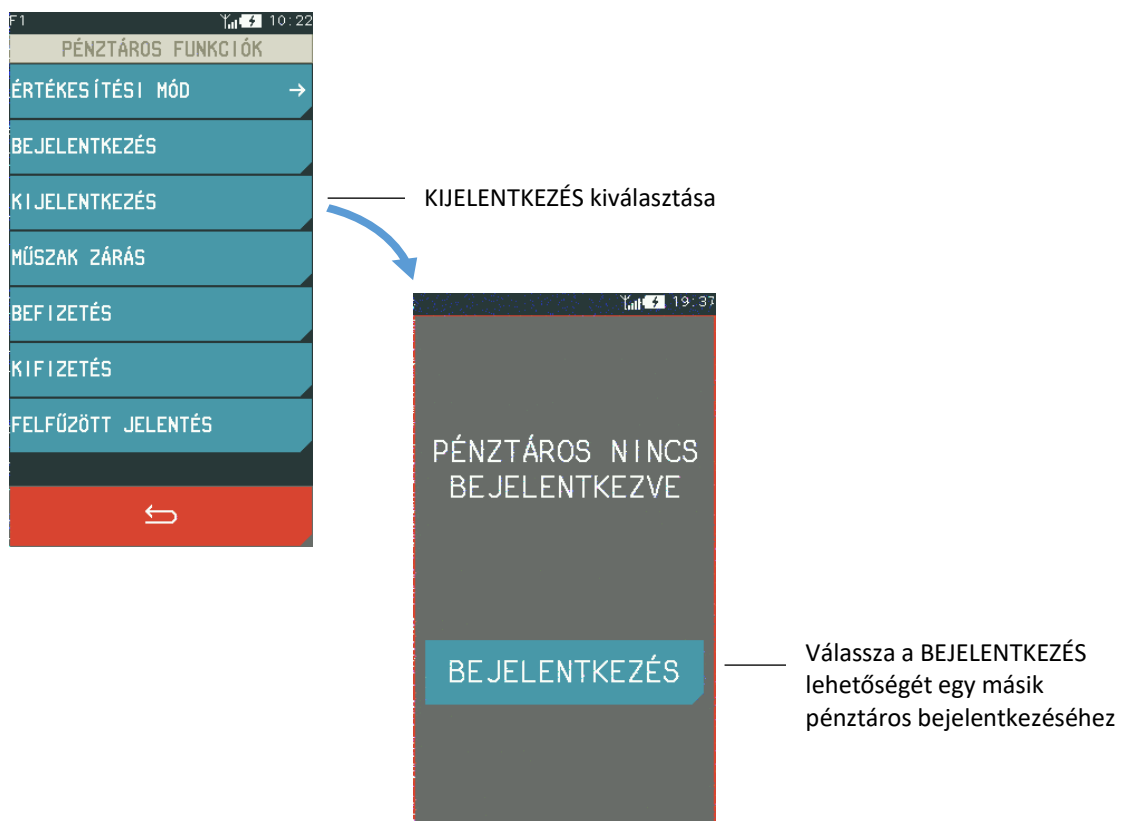 F1 10:22
PÉNZTÁROS FUNKCIÓK
ÉRTÉKESÍTÉSI MÓD →
BEJELENTKEZÉS
KIJELENTKEZÉS
MŰSZAK ZÁRÁS
BEFIZETÉS
KIFIZETÉS
FELFŰZÖTT JELENTÉS
KIJELENTKEZÉS kiválasztása
19:37
PÉNZTÁROS NINCS
BEJELENTKEZVE
BEJELENTKEZÉS
Válassza a BEJELENTKEZÉS
lehetőségét egy másik
pénztáros bejelentkezéséhez